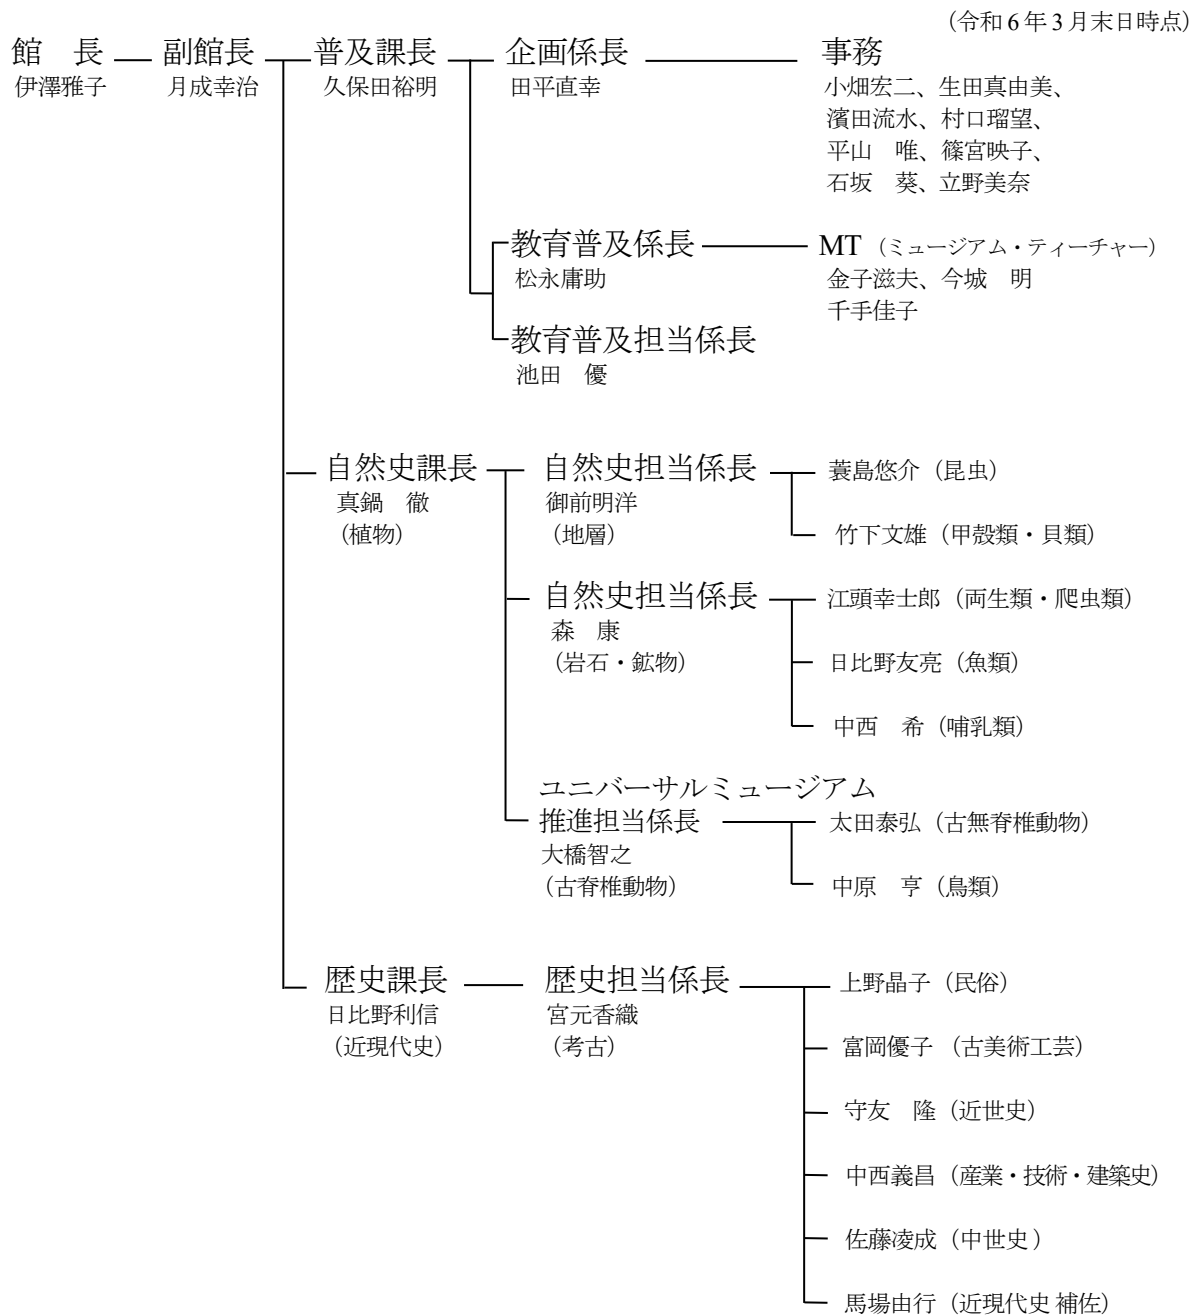 （令和6年3月末日時点）
館　長　副館長　普及課長　企画係長　事務
伊澤雅子　月成幸治　久保田裕明　田平直幸　小畑宏二、生田真由美、
濱田流水、村口瑠望、
平山　唯、篠宮映子、
石坂　葵、立野美奈
教育普及係長　MT（ミュージアム・ティーチャー）
松永庸助　金子滋夫、今城　明
千手佳子
教育普及担当係長
池田　優
自然史課長　自然史担当係長　蓑島悠介（昆虫）
真鍋　徹　御前明洋
（植物）　（地層）　竹下文雄（甲殻類・貝類）
自然史担当係長　江頭幸士郎（両生類・爬虫類）
森　康
（岩石・鉱物）　日比野友亮（魚類）
中西　希（哺乳類）
ユニバーサルミュージアム
推進担当係長　太田泰弘（古無脊椎動物）
大橋智之
（古脊椎動物）　中原　亨（鳥類）
歴史課長　歴史担当係長　上野晶子（民俗）
日比野利信　宮元香織
（近現代史）　（考古）　富岡優子（古美術工芸）
守友　隆（近世史）
中西義昌（産業・技術・建築史）
佐藤凌成（中世史）
馬場由行（近現代史 補佐）